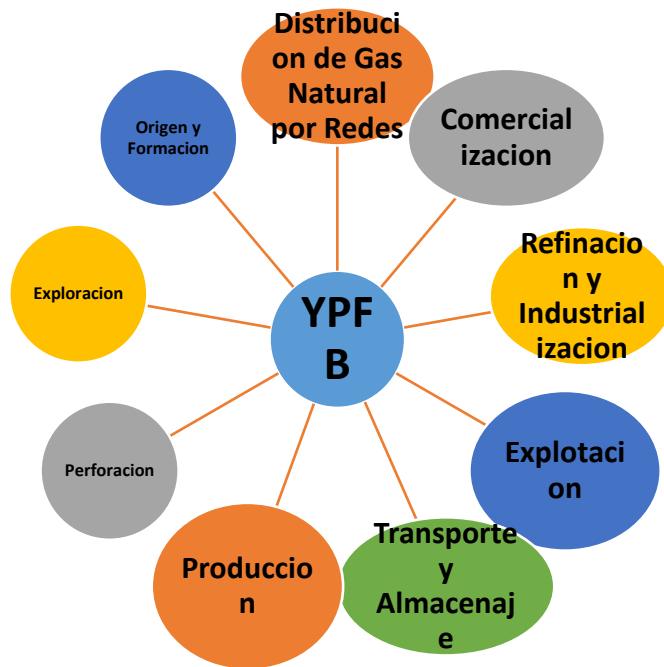 Distribuci
on de Gas
Natural
por Redes
Comercial
izacion
Refinacio
n y
Industrial
izacion
Explotaci
on
Transporte
y
Almacenaj
e
Produccio
n
Perforacion
Exploracion
Origen y
Formacion
YPF
B